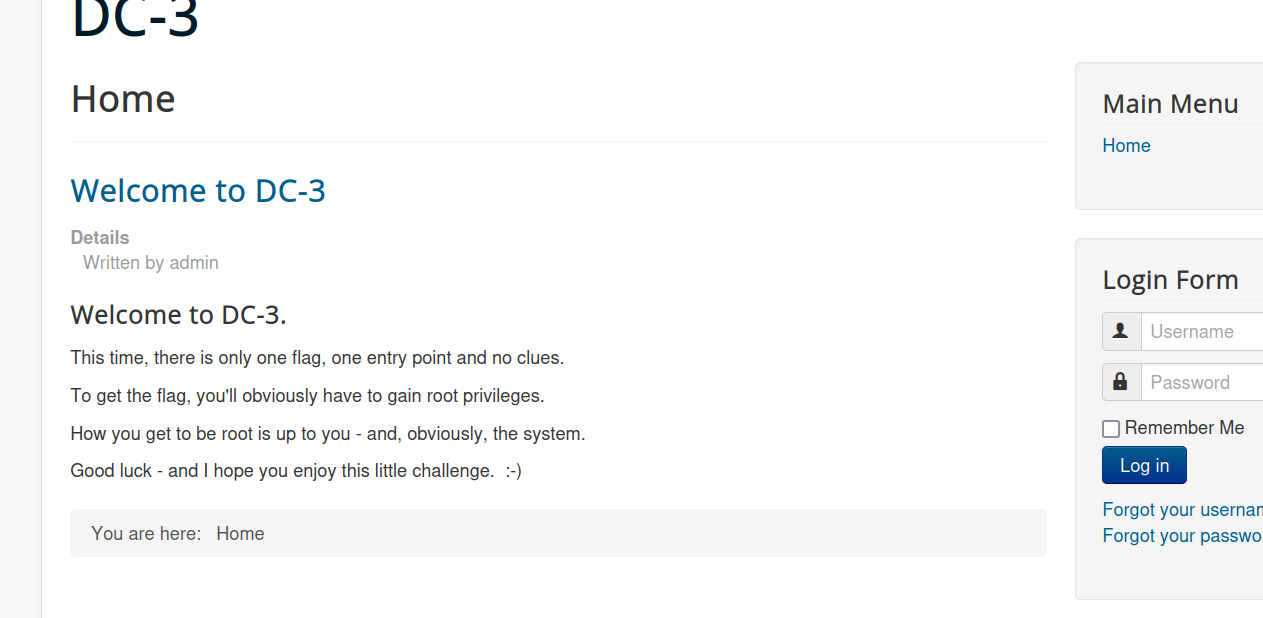 DC-3
Home
Welcome to DC-3
Details
Written by admin
Welcome to DC-3.
This time, there is only one flag, one entry point and no clues.
To get the flag, you'll obviously have to gain root privileges.
How you get to be root is up to you - and, obviously, the system.
Good luck - and I hope you enjoy this little challenge.  :-)
You are here:   Home
Main Menu
Home
Login Form
Username
Password
Remember Me
Log in
Forgot your
Forgot your